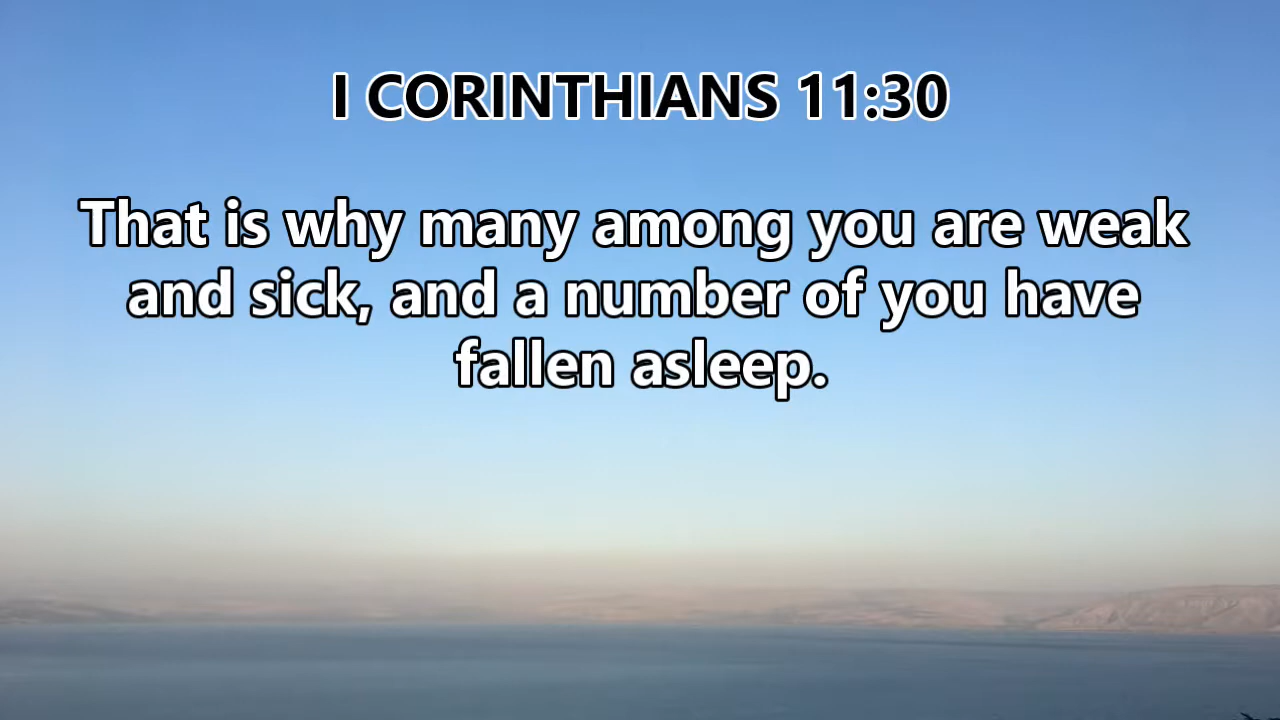 I CORINTHIANS 11:30
That is why many among you are weak
and sick, and a number of you have
fallen asleep.